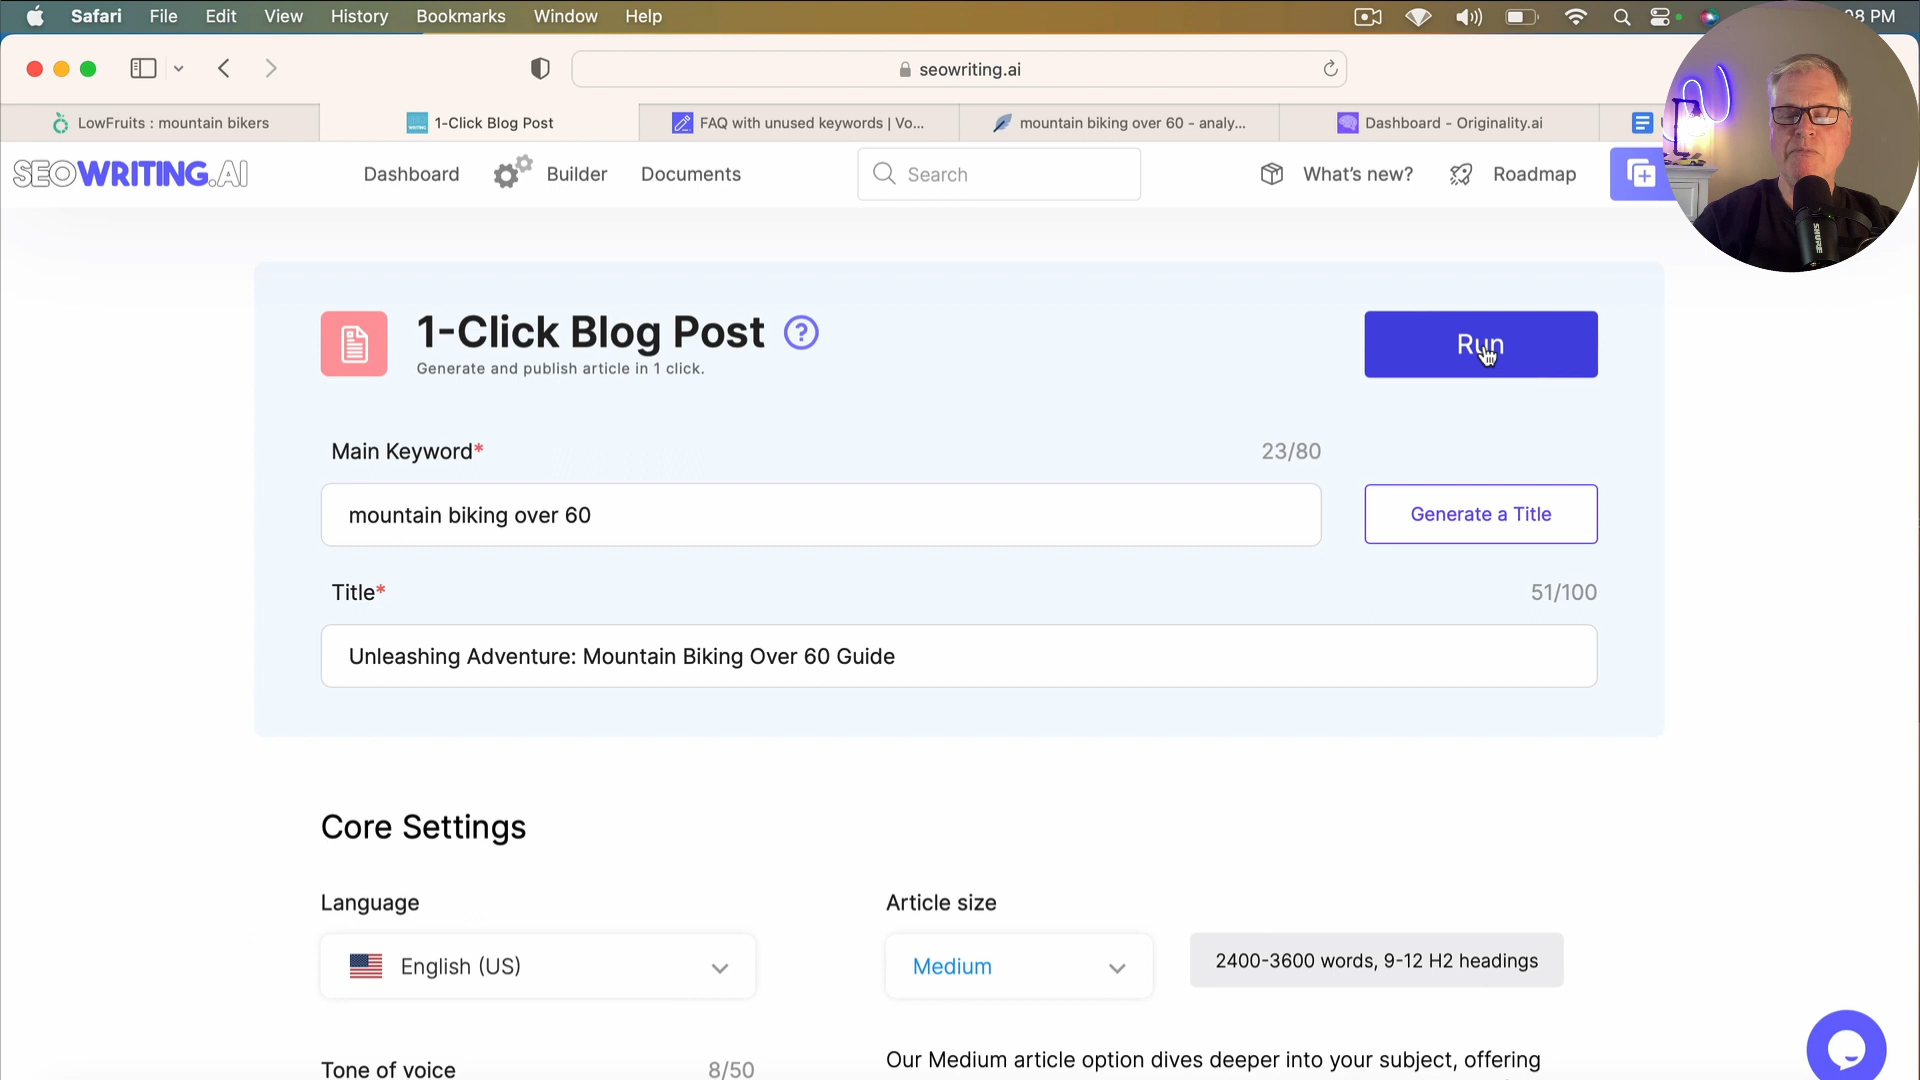 Safari File Edit View History Bookmarks Window Help
8 PM
seowriting.ai
LowFruits : mountain bikers
1-Click Blog Post
FAQ with unused keywords | Vo...
mountain biking over 60 - analy...
Dashboard - Originality.ai
SEOWRITING.AI
Dashboard
Builder
Documents
Search
What's new?
Roadmap
SHURE
1-Click Blog Post
Generate and publish article in 1 click.
Run
Main Keyword*
23/80
mountain biking over 60
Generate a Title
Title*
51/100
Unleashing Adventure: Mountain Biking Over 60 Guide
Core Settings
Language
Article size
English (US)
Medium
2400-3600 words, 9-12 H2 headings
Tone of voice
8/50
Our Medium article option dives deeper into your subject, offering